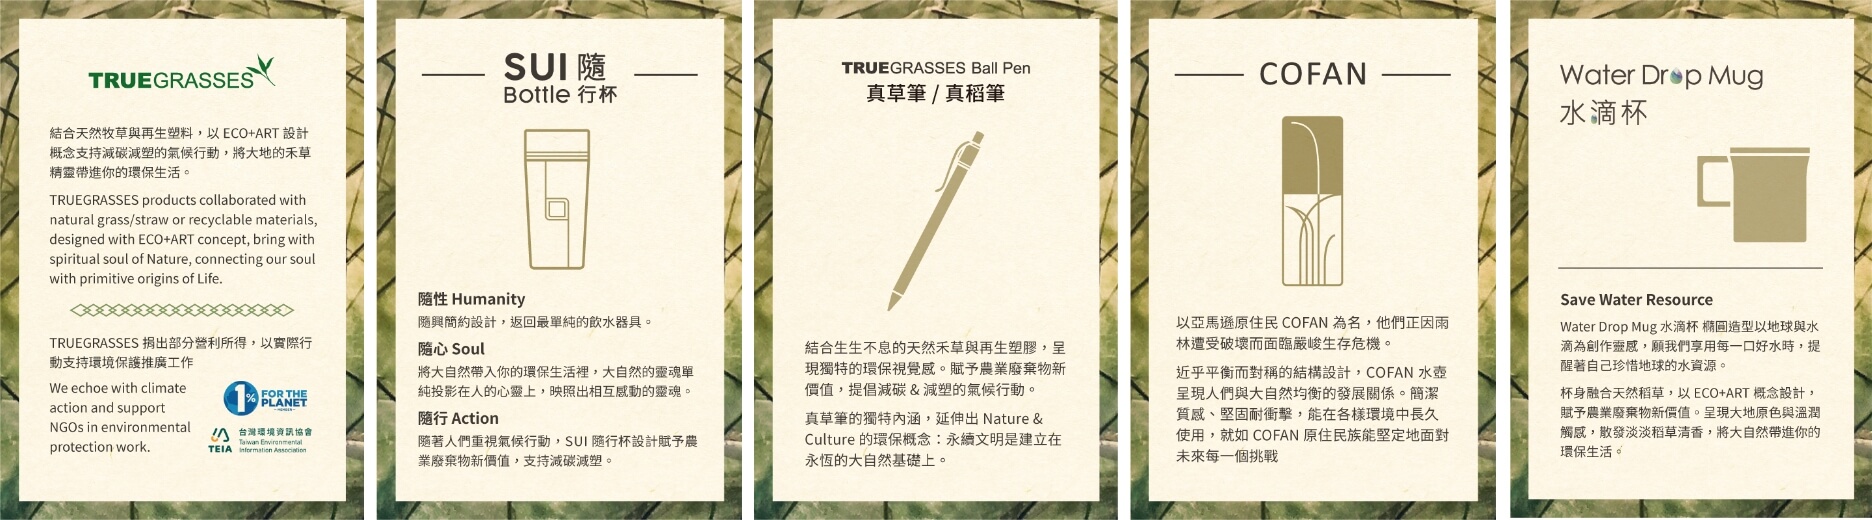 TRUEGRASSES
結合天然牧草與再生塑料，以 ECO+ART 設計
概念支持減碳減塑的氣候行動，將大地的禾草
精靈帶進你的環保生活。
TRUEGRASSES products collaborated with
natural grass/straw or recyclable materials,
designed with ECO+ART concept, bring with
spiritual soul of Nature, connecting our soul
with primitive origins of Life.
TRUEGRASSES 捐出部分營利所得，以實際行
動支持環境保護推廣工作
We echoe with climate
action and support
NGOs in environmental
protection work.
1% FOR THE
PLANET
MEMBER
TEIA
台灣環境資訊協會
Taiwan Environmental
Information Association
SUI 隨
Bottle 行杯
隨性 Humanity
隨興簡約設計，返回最單純的飲水器具。
隨心 Soul
將大自然帶入你的環保生活裡，大自然的靈魂單
純投影在人的心靈上，映照出相互感動的靈魂。
隨行 Action
隨著人們重視氣候行動，SUI 隨行杯設計賦予農
業廢棄物新價值，支持減碳減塑。
TRUEGRASSES Ball Pen
真草筆 / 真稻筆
結合生生不息的天然禾草與再生塑膠，呈
現獨特的環保視覺感。賦予農業廢棄物新
價值，提倡減碳 & 減塑的氣候行動。
真草筆的獨特內涵，延伸出 Nature &
Culture 的環保概念：永續文明是建立在
永恆的大自然基礎上。
COFAN
以亞馬遜原住民 COFAN 為名，他們正因雨
林遭受破壞而面臨嚴峻生存危機。
近乎平衡而對稱的結構設計，COFAN 水壺
呈現人們與大自然均衡的發展關係。簡潔
質感、堅固耐衝擊，能在各樣環境中長久
使用，就如 COFAN 原住民族能堅定地面對
未來每一個挑戰
Water Drop Mug
水滴杯
Save Water Resource
Water Drop Mug 水滴杯 橢圓造型以地球與水
滴為創作靈感，願我們享用每一口好水時，提
醒著自己珍惜地球的水資源。
杯身融合天然稻草，以 ECO+ART 概念設計，
賦予農業廢棄物新價值。呈現大地原色與溫潤
觸感，散發淡淡稻草清香，將大自然帶進你的
環保生活。